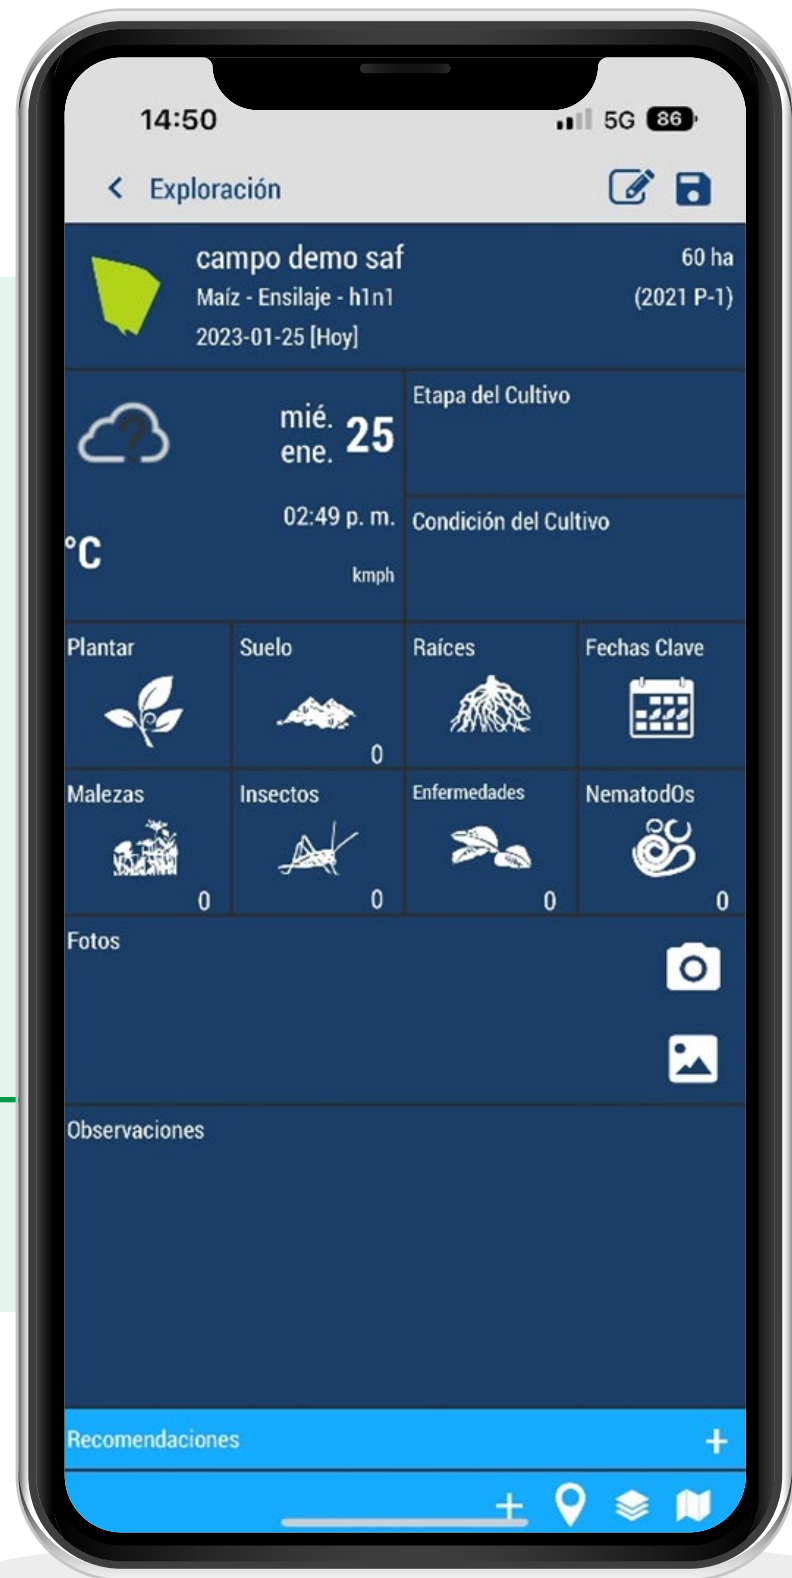 14:50
5G 86
Exploración
campo demo saf
60 ha
Maíz - Ensilaje - h1n1
(2021 P-1)
2023-01-25 [Hoy]
mié. 25
ene.
Etapa del Cultivo
?
02:49 p. m.
°C
kmph
Condición del Cultivo
Plantar
Suelo
0
Raíces
Fechas Clave
Malezas
0
Insectos
0
Enfermedades
0
NematodOs
0
Fotos
Observaciones
Recomendaciones +
+